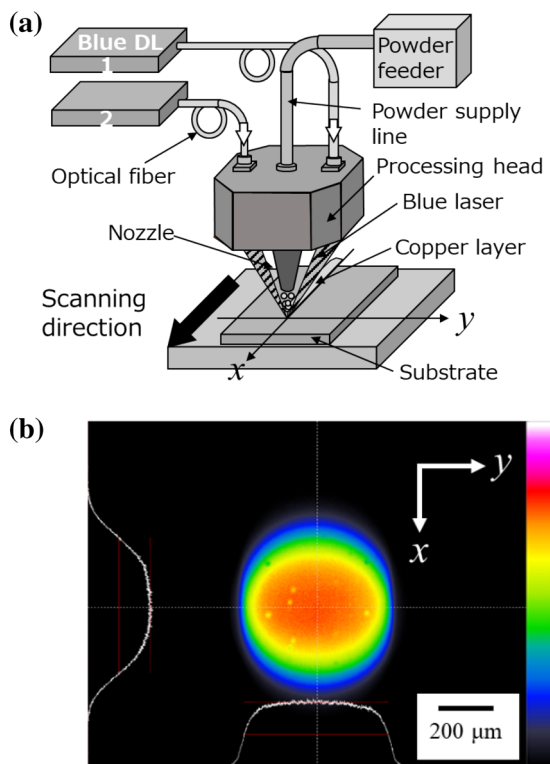 (a)
Blue DL
1
2
Powder
feeder
Powder supply
line
Optical fiber
Processing head
Blue laser
Nozzle
Copper layer
Scanning
direction
y
x
Substrate
(b)
y
x
200 μm